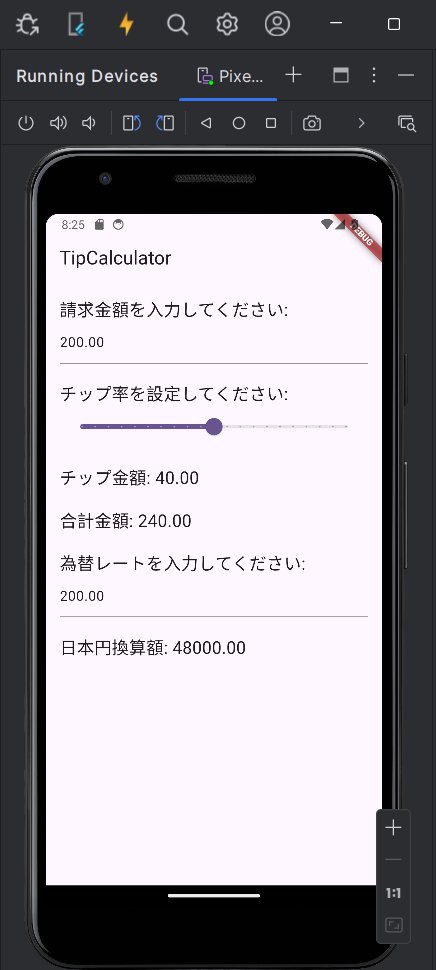 Running Devices
Pixe...
8:25
DEBUG
TipCalculator
請求金額を入力してください:
200.00
チップ率を設定してください:
チップ金額: 40.00
合計金額: 240.00
為替レートを入力してください:
200.00
日本円換算額: 48000.00
1:1